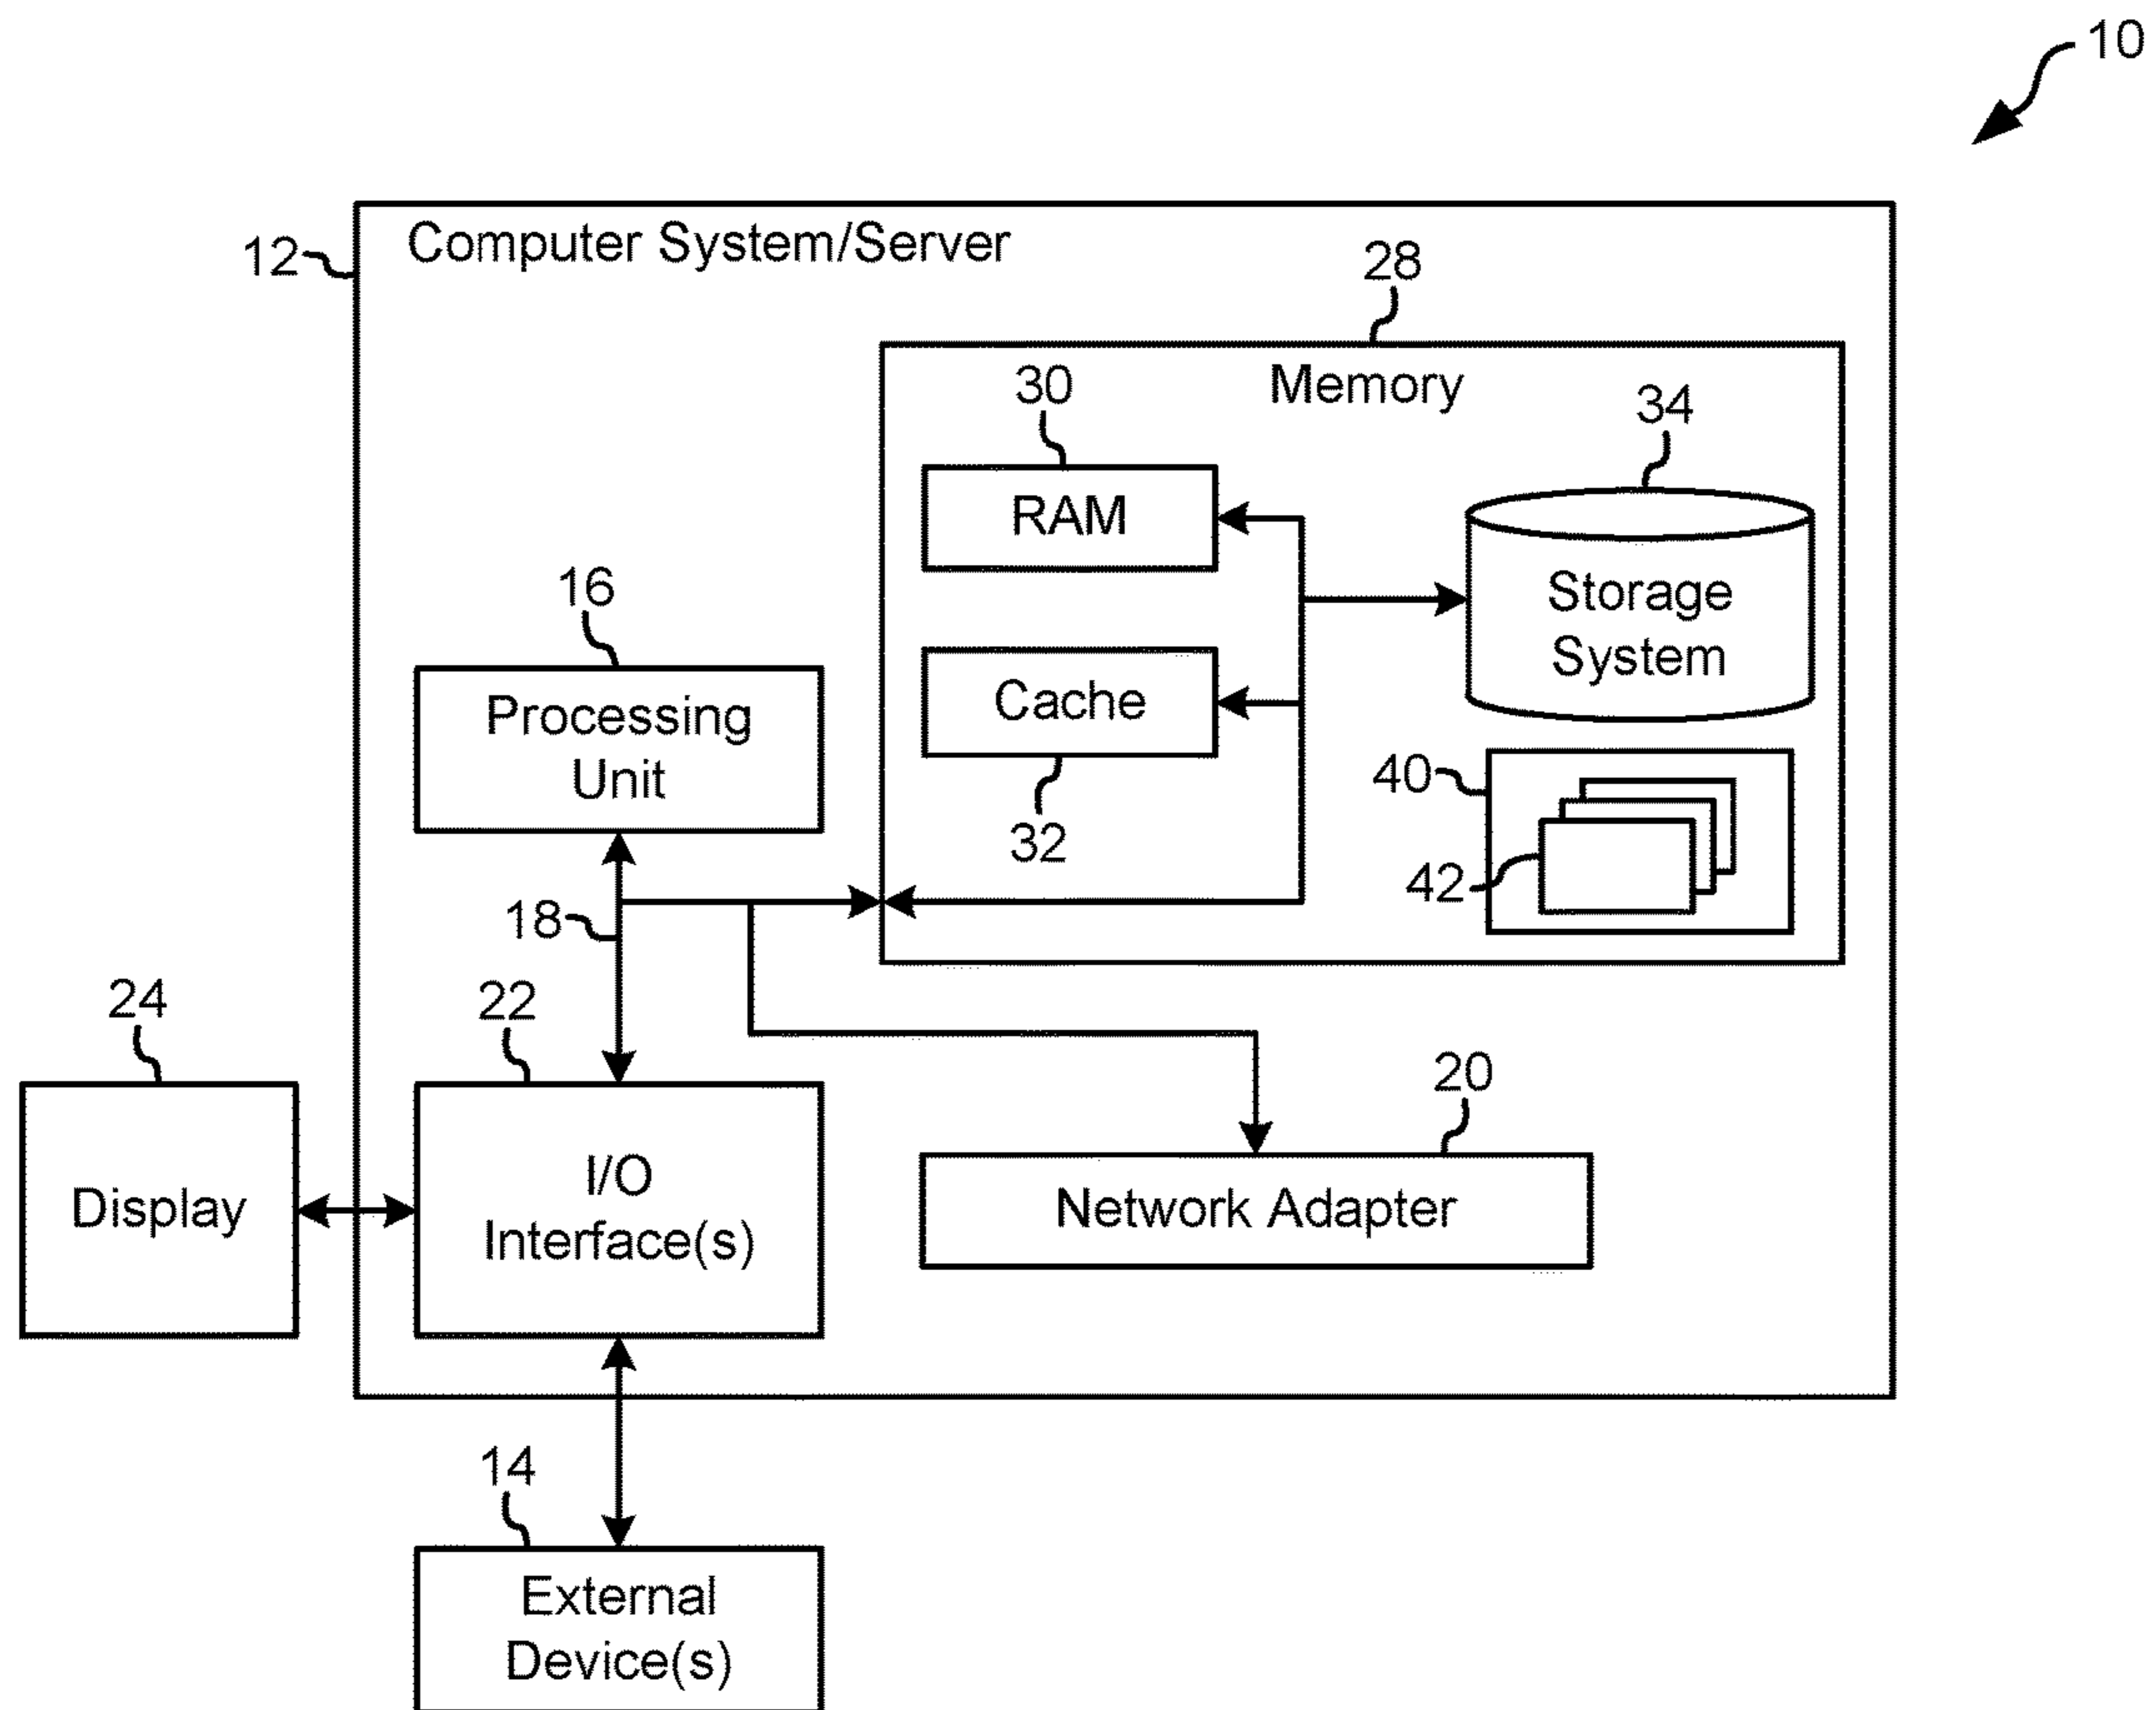 10
12
Computer System/Server
28
Memory
30
34
RAM
Storage
System
16
Processing
Unit
Cache
32
40
42
18
24
22
20
Display
I/O
Interface(s)
Network Adapter
14
External
Device(s)